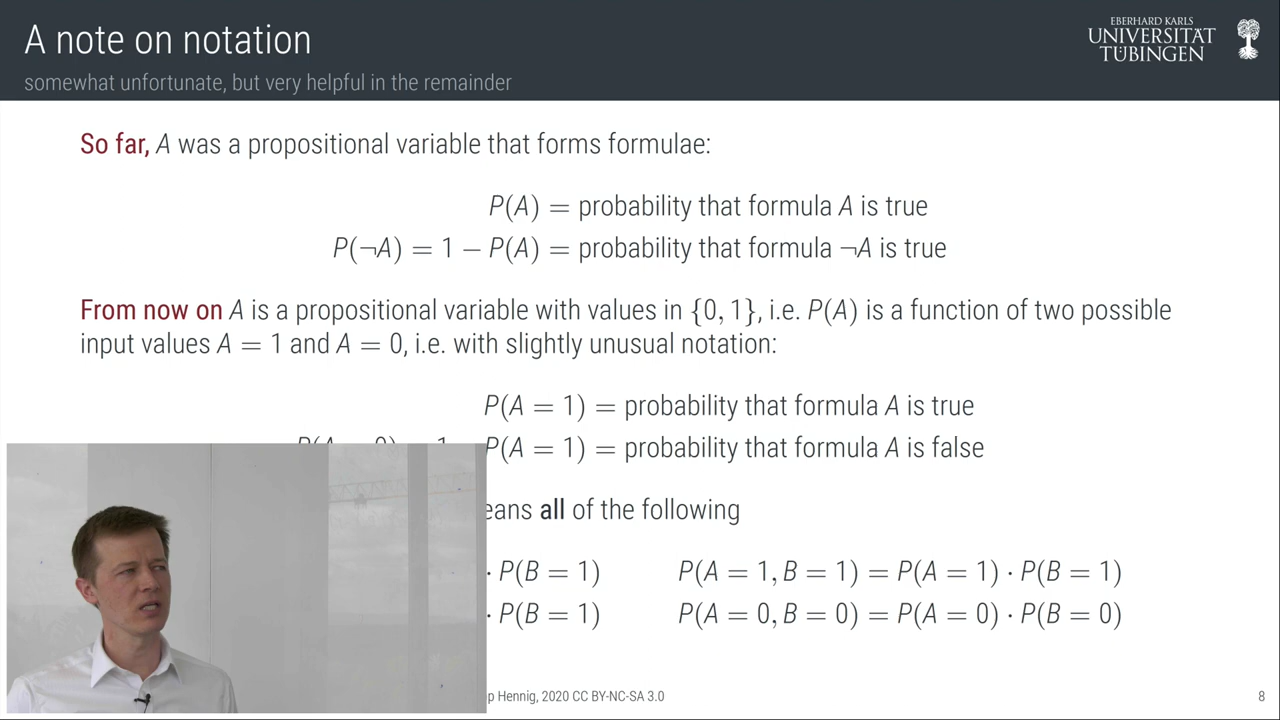 A note on notation
somewhat unfortunate, but very helpful in the remainder
EBERHARD KARLS
UNIVERSITÄT
TÜBINGEN
So far, A was a propositional variable that forms formulae:
P(A) = probability that formula A is true
P(¬A) = 1 − P(A) = probability that formula ¬A is true
From now on A is a propositional variable with values in {0, 1}, i.e. P(A) is a function of two possible
input values A = 1 and A = 0, i.e. with slightly unusual notation:
P(A = 1) = probability that formula A is true
P(A = 1) = probability that formula A is false
all of the following
· P(B = 1) P(A = 1, B = 1) = P(A = 1) · P(B = 1)
· P(B = 1) P(A = 0, B = 0) = P(A = 0) · P(B = 0)
Hennig, 2020 CC BY-NC-SA 3.0
8